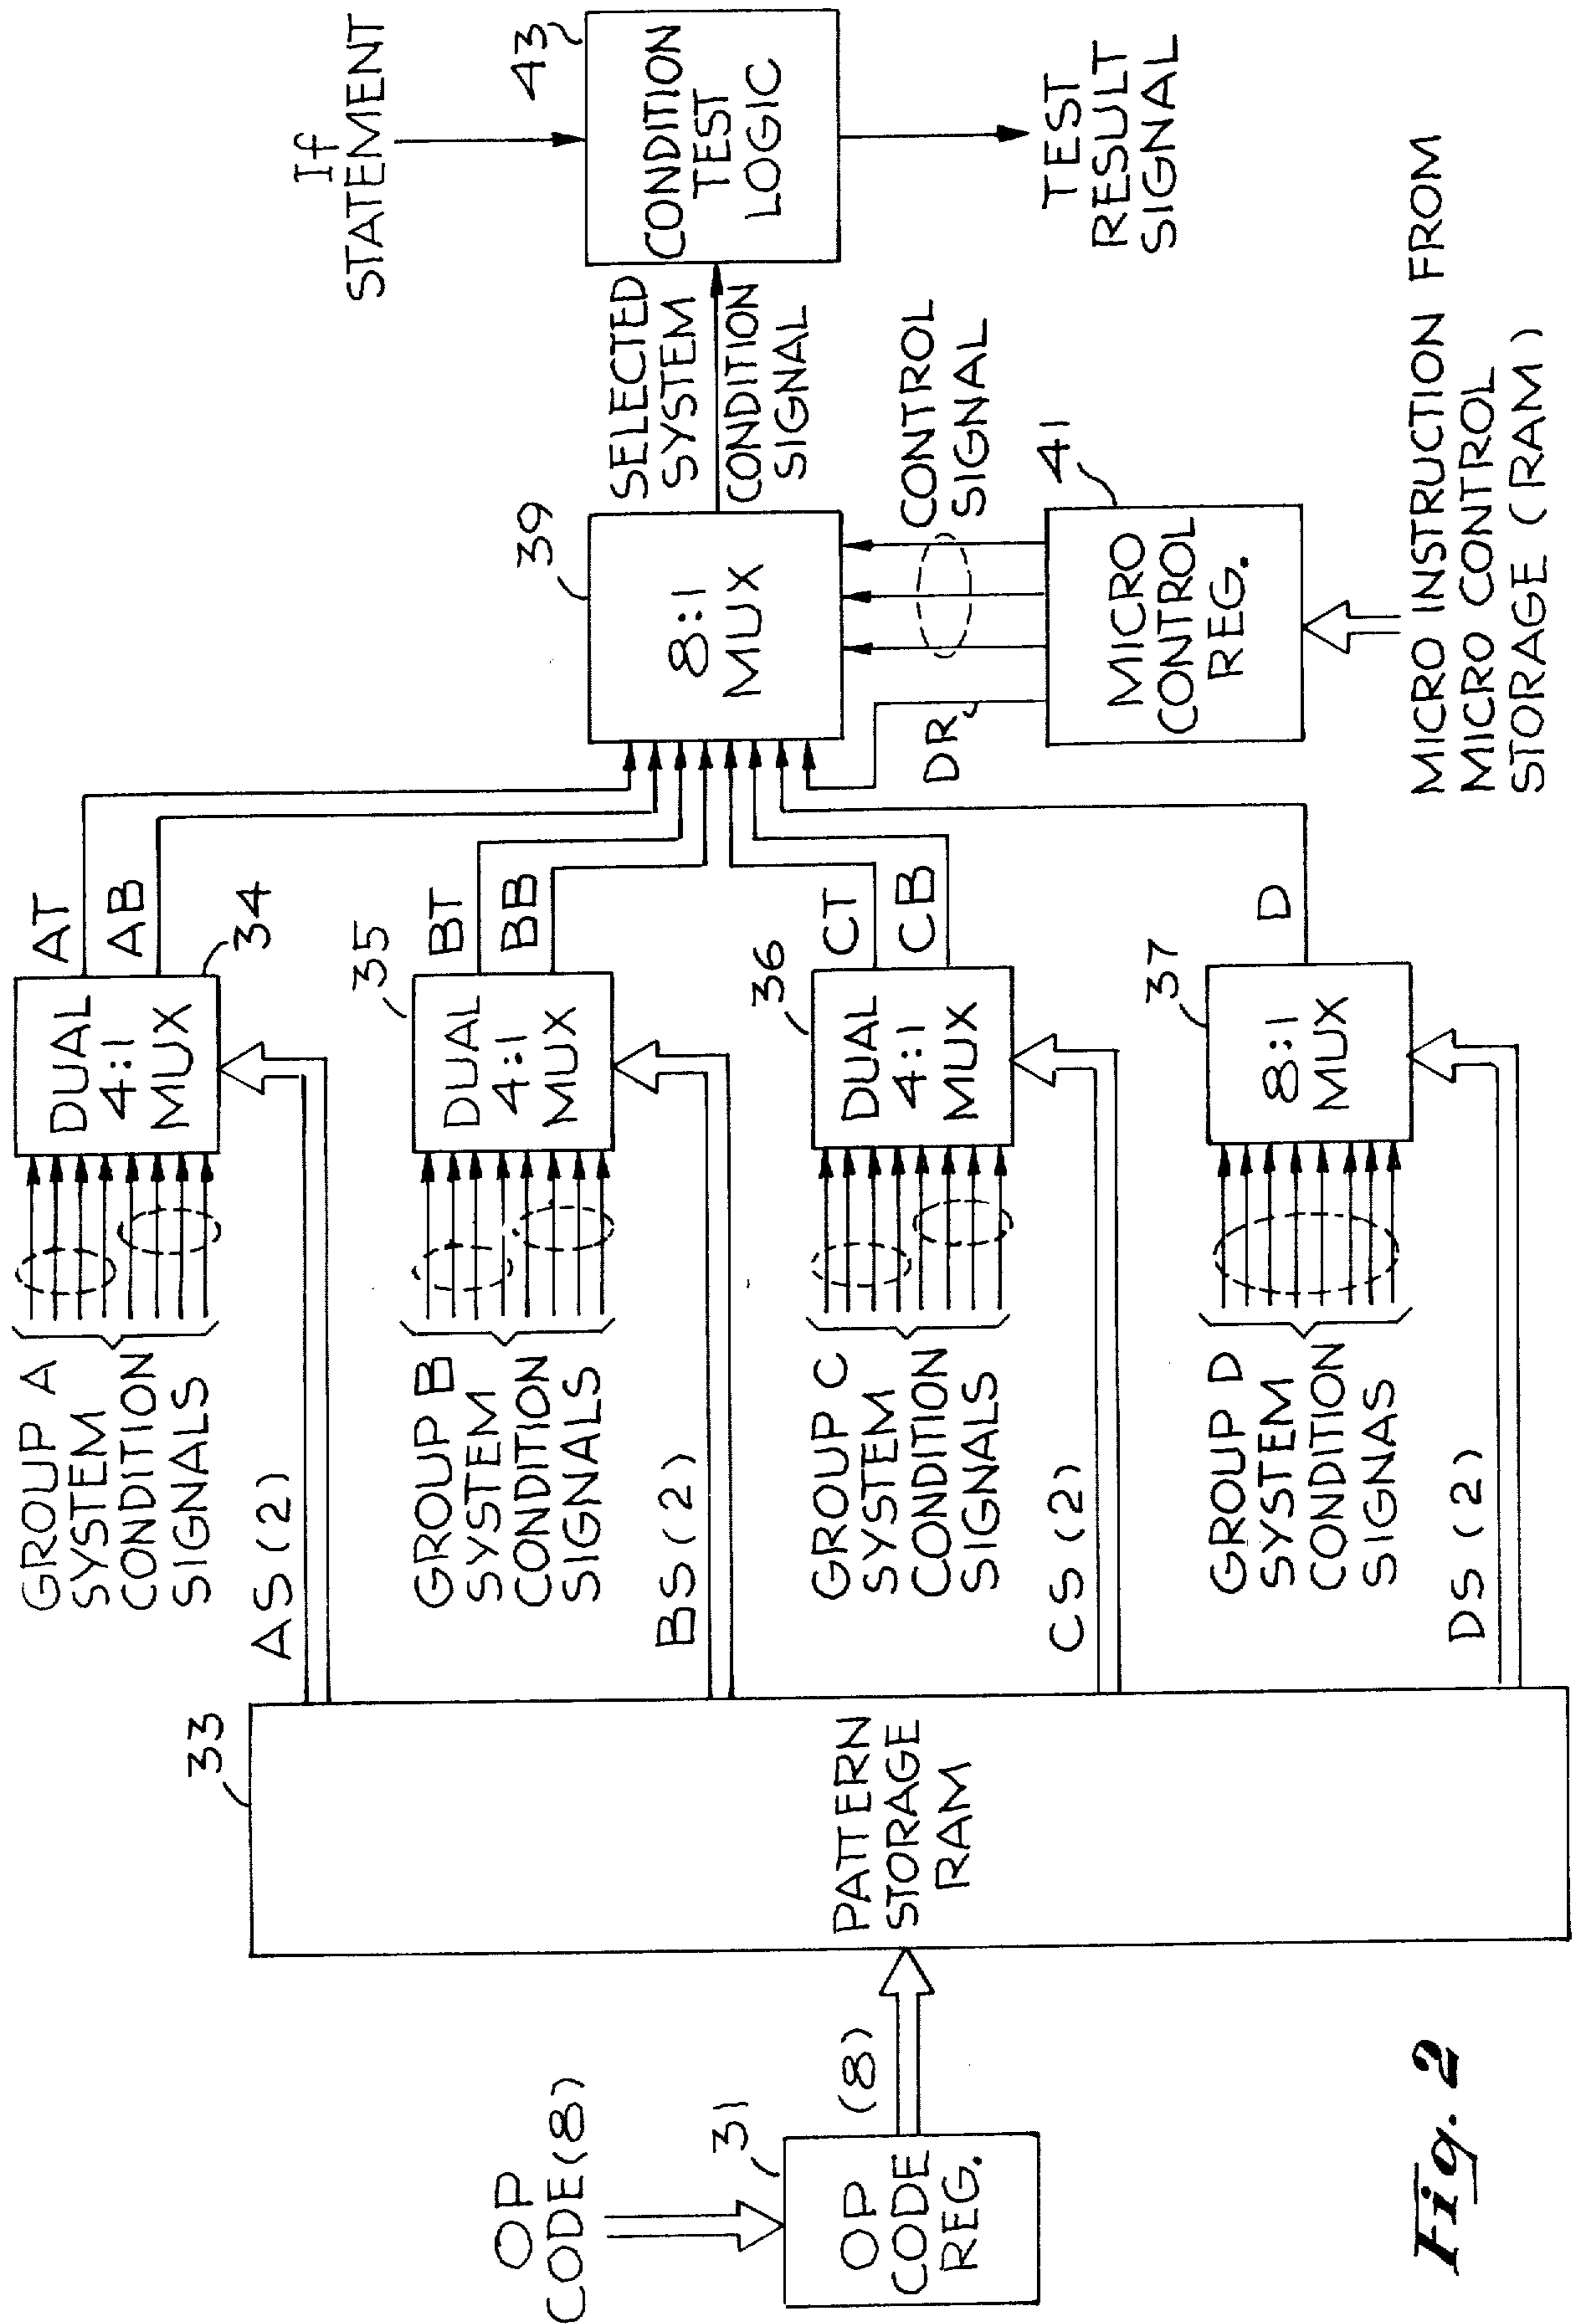 OP
CODE(8)
31
OP
CODE
REG.
(8)
33
PATTERN
STORAGE
RAM
GROUP A
SYSTEM
CONDITION
SIGNALS
AS(2)
DUAL
4:1
MUX
34
AT
AB
GROUP B
SYSTEM
CONDITION
SIGNALS
BS(2)
DUAL
4:1
MUX
35
BT
BB
GROUP C
SYSTEM
CONDITION
SIGNALS
CS(2)
DUAL
4:1
MUX
36
CT
CB
GROUP D
SYSTEM
CONDITION
SIGNAS
DS(2)
8:1
MUX
37
D
39
8:1
MUX
DR
CONTROL
SIGNAL
41
MICRO
CONTROL
REG.
MICRO INSTRUCTION FROM
MICRO CONTROL
STORAGE (RAM)
SELECTED
SYSTEM
CONDITION
SIGNAL
If
STATEMENT
43
CONDITION
TEST
LOGIC
TEST
RESULT
SIGNAL
Fig. 2